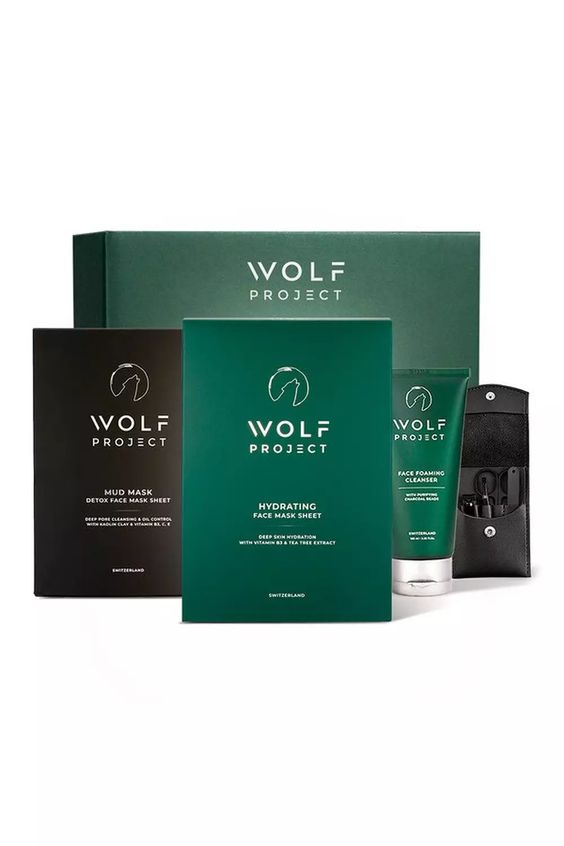 WOLF
PROJECT
WOLF
PROJECT
MUD MASK
DETOX FACE MASK SHEET
DEEP PORE CLEANSING & OIL CONTROL
WITH KAOLIN CLAY & VITAMIN B3, C, E
SWITZERLAND
WOLF
PROJECT
HYDRATING
FACE MASK SHEET
DEEP SKIN HYDRATION
WITH VITAMIN B3 & TEA TREE EXTRACT
SWITZERLAND
WOLF
PROJECT
FACE FOAMING
CLEANSER
WITH PURIFYING
CHARCOAL BEADS
SWITZERLAND